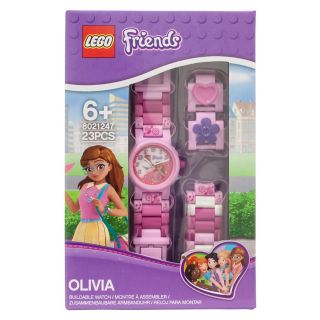 LEGO Friends
6+
8021247
23PCS
OLIVIA
BUILDABLE WATCH / MONTRE À ASSEMBLER /
ZUSAMMENBAUBARE ARMBANDUHR / RELOJ PARA MONTAR